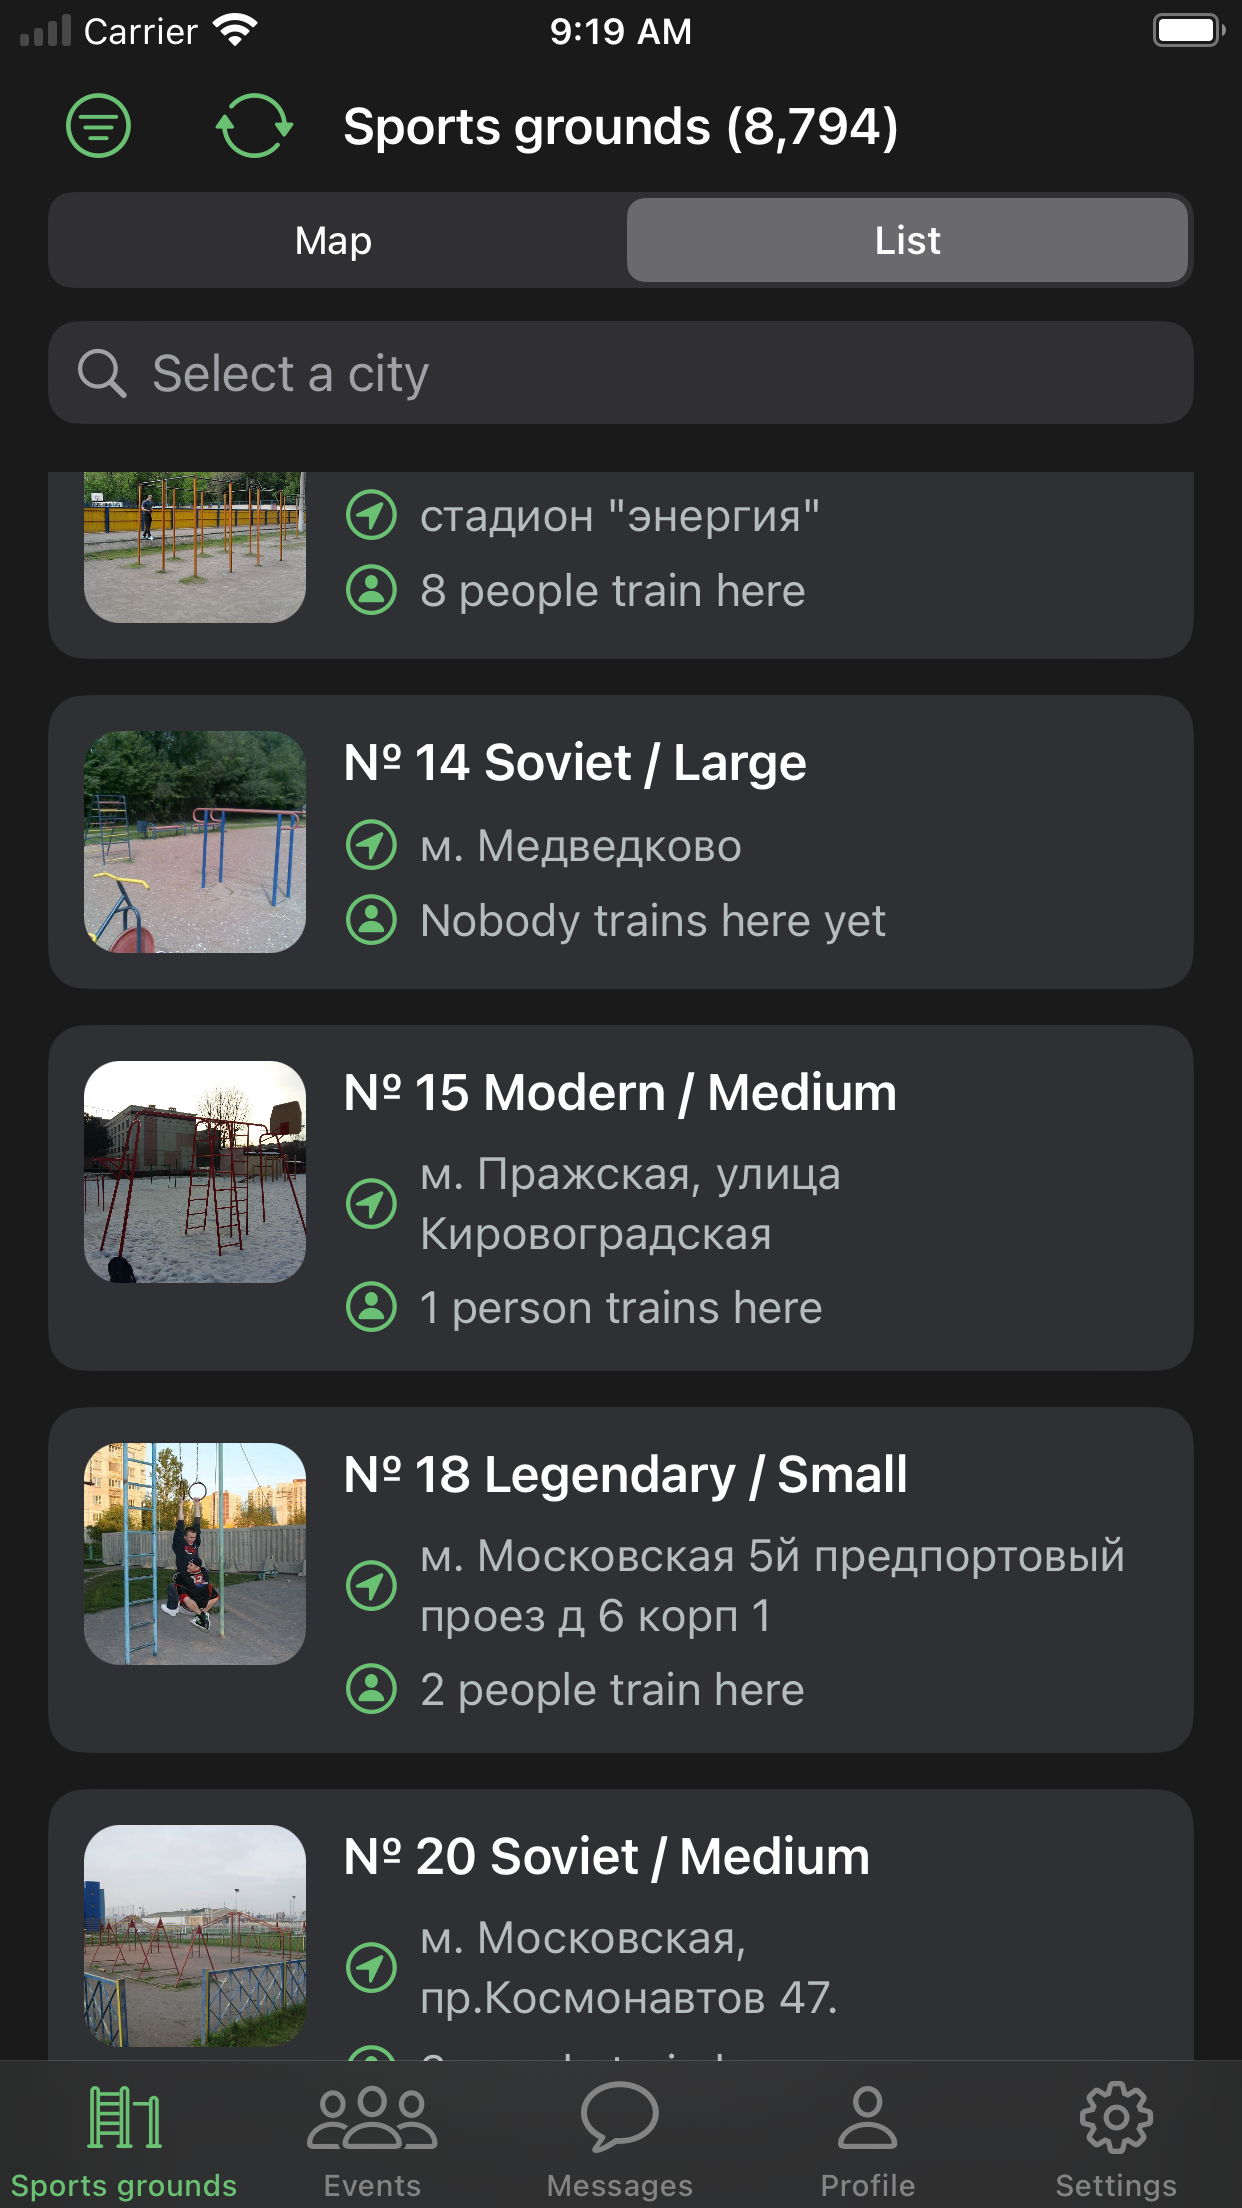 Carrier
9:19 AM
Sports grounds (8,794)
Map
List
Select a city
стадион "энергия"
8 people train here
№ 14 Soviet / Large
м. Медведково
Nobody trains here yet
№ 15 Modern / Medium
м. Пражская, улица
Кировоградская
1 person trains here
№ 18 Legendary / Small
м. Московская 5й предпортовый
проез д 6 корп 1
2 people train here
№ 20 Soviet / Medium
м. Московская,
пр.Космонавтов 47.
Sports grounds
Events
Messages
Profile
Settings